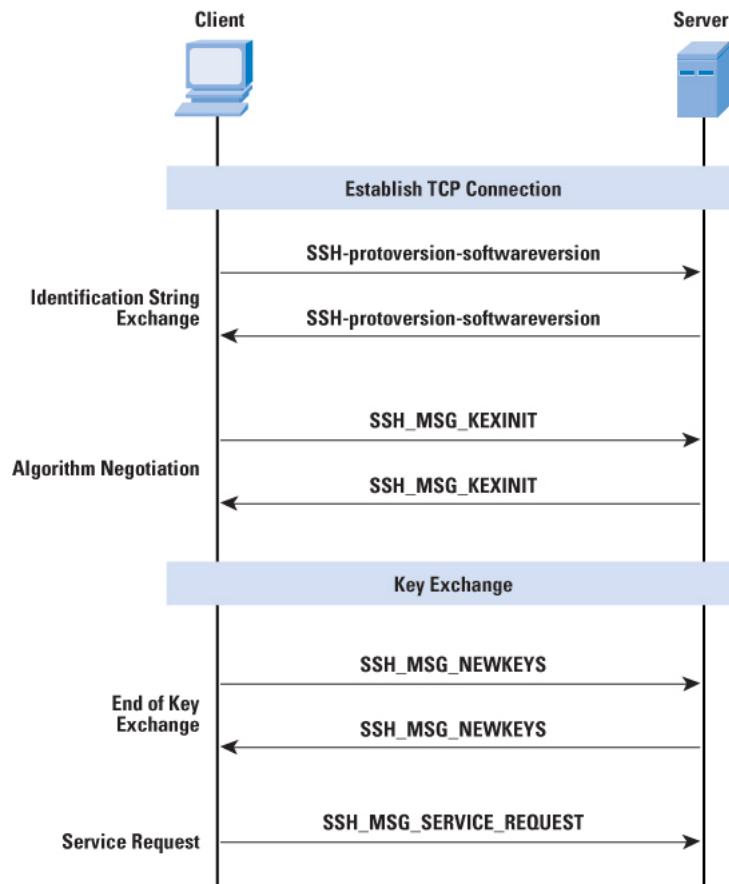 Client
Server
Establish TCP Connection
SSH-protoversion-softwareversion
Identification String
Exchange
SSH-protoversion-softwareversion
SSH_MSG_KEXINIT
Algorithm Negotiation
SSH_MSG_KEXINIT
Key Exchange
SSH_MSG_NEWKEYS
End of Key
Exchange
SSH_MSG_NEWKEYS
SSH_MSG_SERVICE_REQUEST
Service Request